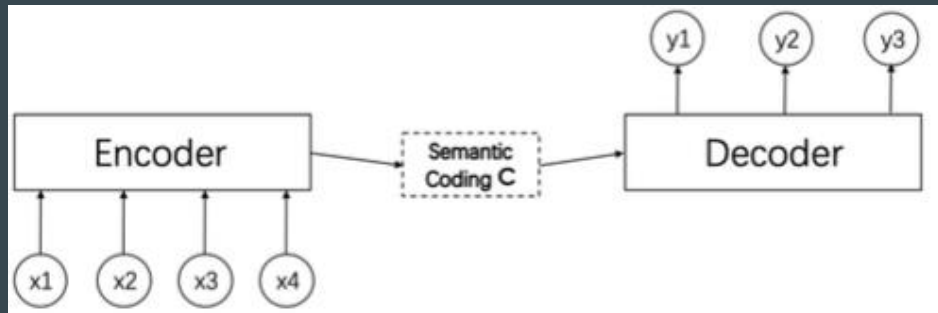 y1 y2 y3
Encoder
Semantic
Coding C
Decoder
x1 x2 x3 x4